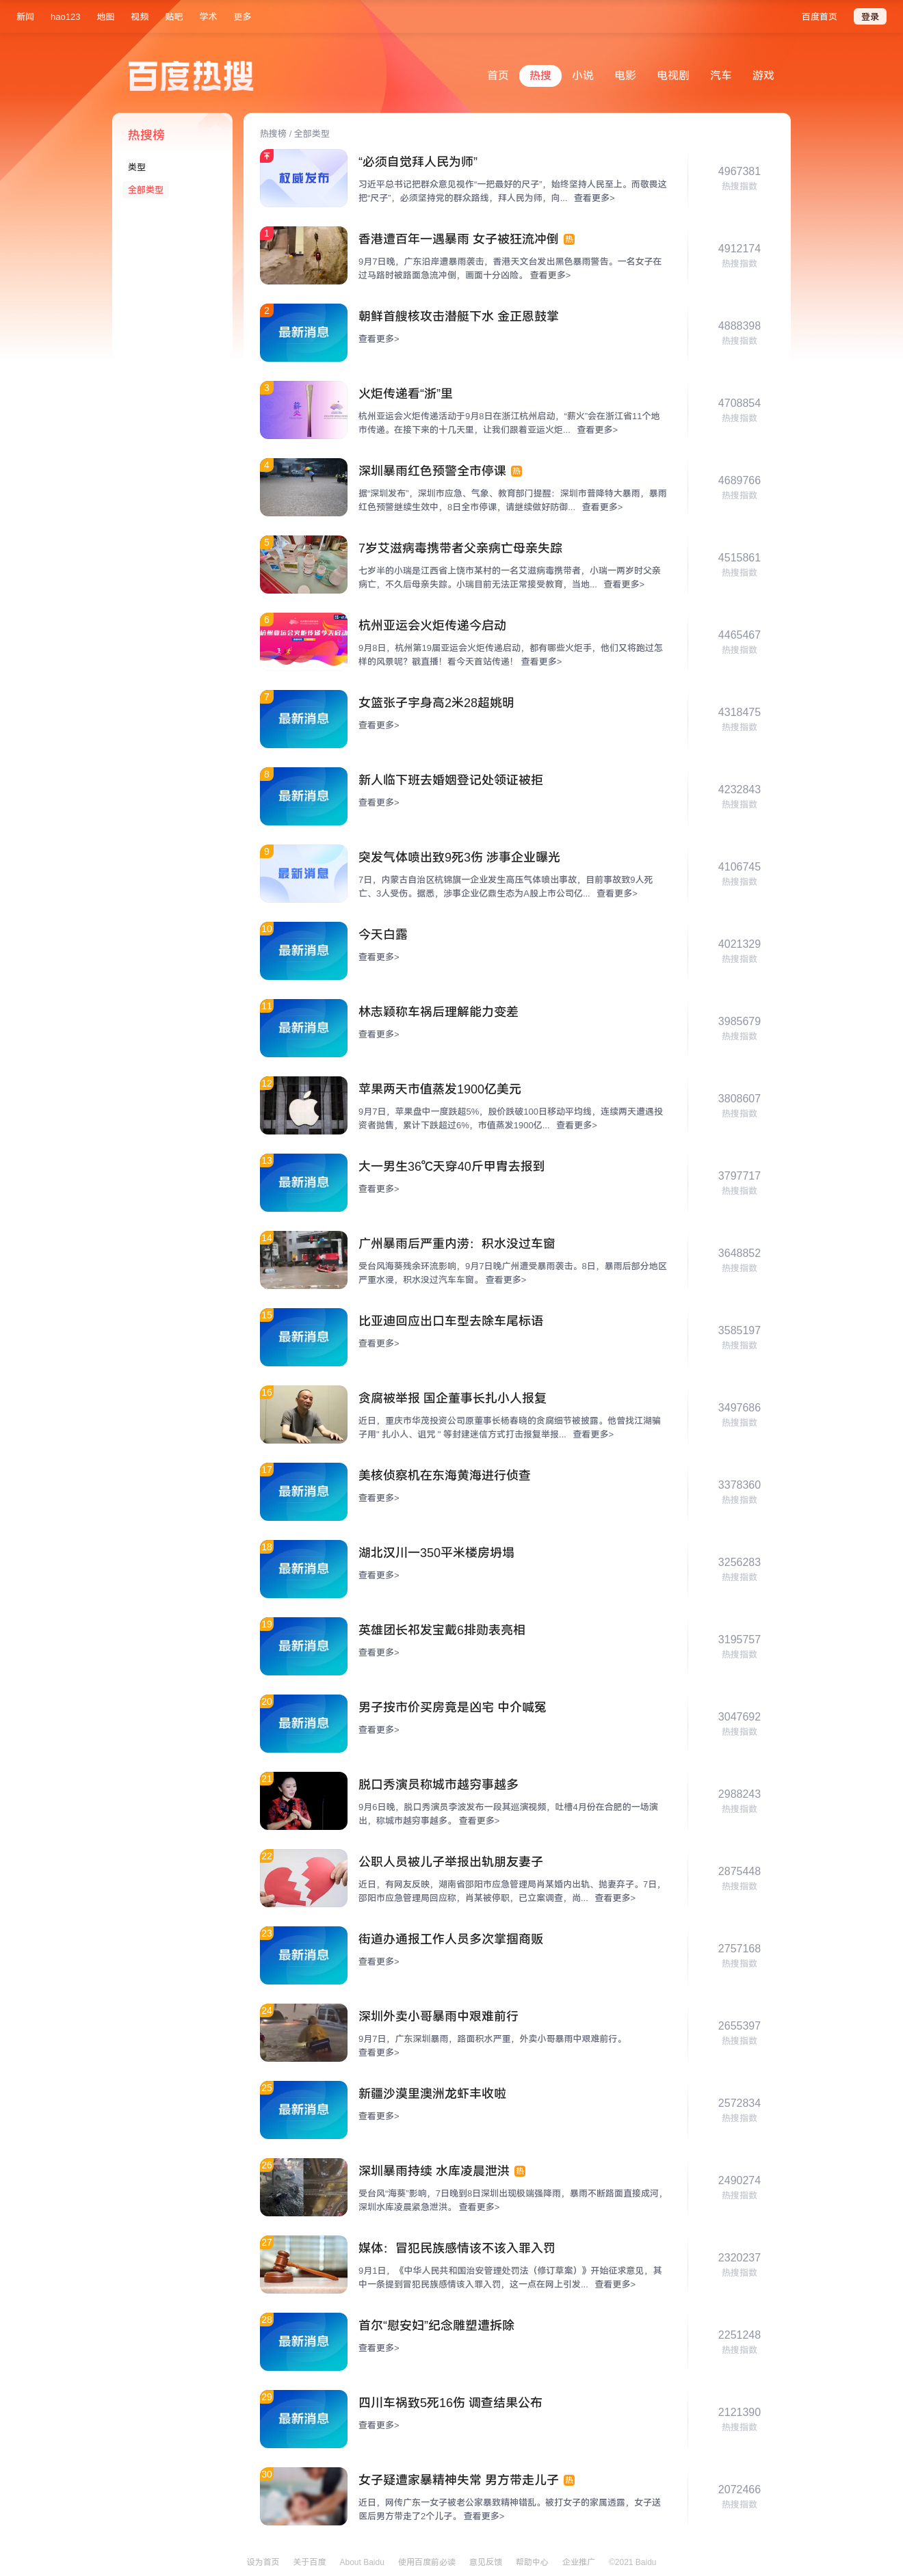 新闻 hao123 地图 视频 贴吧 学术 更多 百度首页 登录
百度热搜 首页 热搜 小说 电影 电视剧 汽车 游戏
热搜榜
类型
全部类型
热搜榜 / 全部类型
权威发布
“必须自觉拜人民为师”
习近平总书记把群众意见视作“一把最好的尺子”，始终坚持人民至上。而敬畏这
把“尺子”，必须坚持党的群众路线，拜人民为师，向... 查看更多>
4967381
热搜指数
1
香港遭百年一遇暴雨 女子被狂流冲倒 热
9月7日晚，广东沿岸遭暴雨袭击，香港天文台发出黑色暴雨警告。一名女子在
过马路时被路面急流冲倒，画面十分凶险。 查看更多>
4912174
热搜指数
2
最新消息
朝鲜首艘核攻击潜艇下水 金正恩鼓掌
查看更多>
4888398
热搜指数
3
火炬传递看“浙”里
杭州亚运会火炬传递活动于9月8日在浙江杭州启动，“薪火”会在浙江省11个地
市传递。在接下来的十几天里，让我们跟着亚运火炬... 查看更多>
4708854
热搜指数
4
深圳暴雨红色预警全市停课 热
据“深圳发布”，深圳市应急、气象、教育部门提醒：深圳市普降特大暴雨，暴雨
红色预警继续生效中，8日全市停课，请继续做好防御... 查看更多>
4689766
热搜指数
5
7岁艾滋病毒携带者父亲病亡母亲失踪
七岁半的小瑞是江西省上饶市某村的一名艾滋病毒携带者，小瑞一两岁时父亲
病亡，不久后母亲失踪。小瑞目前无法正常接受教育，当地... 查看更多>
4515861
热搜指数
6
杭州亚运会火炬传递今天启动
杭州亚运会火炬传递今启动
9月8日，杭州第19届亚运会火炬传递启动，都有哪些火炬手，他们又将跑过怎
样的风景呢？戳直播！看今天首站传递！ 查看更多>
4465467
热搜指数
7
最新消息
女篮张子宇身高2米28超姚明
查看更多>
4318475
热搜指数
8
最新消息
新人临下班去婚姻登记处领证被拒
查看更多>
4232843
热搜指数
9
最新消息
突发气体喷出致9死3伤 涉事企业曝光
7日，内蒙古自治区杭锦旗一企业发生高压气体喷出事故，目前事故致9人死
亡、3人受伤。据悉，涉事企业亿鼎生态为A股上市公司亿... 查看更多>
4106745
热搜指数
10
最新消息
今天白露
查看更多>
4021329
热搜指数
11
最新消息
林志颖称车祸后理解能力变差
查看更多>
3985679
热搜指数
12
苹果两天市值蒸发1900亿美元
9月7日，苹果盘中一度跌超5%，股价跌破100日移动平均线，连续两天遭遇投
资者抛售，累计下跌超过6%，市值蒸发1900亿... 查看更多>
3808607
热搜指数
13
最新消息
大一男生36℃天穿40斤甲胄去报到
查看更多>
3797717
热搜指数
14
广州暴雨后严重内涝：积水没过车窗
受台风海葵残余环流影响，9月7日晚广州遭受暴雨袭击。8日，暴雨后部分地区
严重水浸，积水没过汽车车窗。 查看更多>
3648852
热搜指数
15
最新消息
比亚迪回应出口车型去除车尾标语
查看更多>
3585197
热搜指数
16
贪腐被举报 国企董事长扎小人报复
近日，重庆市华茂投资公司原董事长杨春晓的贪腐细节被披露。他曾找江湖骗
子用“ 扎小人、诅咒 ” 等封建迷信方式打击报复举报... 查看更多>
3497686
热搜指数
17
最新消息
美核侦察机在东海黄海进行侦查
查看更多>
3378360
热搜指数
18
最新消息
湖北汉川一350平米楼房坍塌
查看更多>
3256283
热搜指数
19
最新消息
英雄团长祁发宝戴6排勋表亮相
查看更多>
3195757
热搜指数
20
最新消息
男子按市价买房竟是凶宅 中介喊冤
查看更多>
3047692
热搜指数
21
脱口秀演员称城市越穷事越多
9月6日晚，脱口秀演员李波发布一段其巡演视频，吐槽4月份在合肥的一场演
出，称城市越穷事越多。 查看更多>
2988243
热搜指数
22
公职人员被儿子举报出轨朋友妻子
近日，有网友反映，湖南省邵阳市应急管理局肖某婚内出轨、抛妻弃子。7日，
邵阳市应急管理局回应称，肖某被停职，已立案调查，尚... 查看更多>
2875448
热搜指数
23
最新消息
街道办通报工作人员多次掌掴商贩
查看更多>
2757168
热搜指数
24
深圳外卖小哥暴雨中艰难前行
9月7日，广东深圳暴雨，路面积水严重，外卖小哥暴雨中艰难前行。
查看更多>
2655397
热搜指数
25
最新消息
新疆沙漠里澳洲龙虾丰收啦
查看更多>
2572834
热搜指数
26
深圳暴雨持续 水库凌晨泄洪 热
受台风“海葵”影响，7日晚到8日深圳出现极端强降雨，暴雨不断路面直接成河，
深圳水库凌晨紧急泄洪。 查看更多>
2490274
热搜指数
27
媒体：冒犯民族感情该不该入罪入罚
9月1日，《中华人民共和国治安管理处罚法（修订草案）》开始征求意见，其
中一条提到冒犯民族感情该入罪入罚，这一点在网上引发... 查看更多>
2320237
热搜指数
28
最新消息
首尔“慰安妇”纪念雕塑遭拆除
查看更多>
2251248
热搜指数
29
最新消息
四川车祸致5死16伤 调查结果公布
查看更多>
2121390
热搜指数
30
女子疑遭家暴精神失常 男方带走儿子 热
近日，网传广东一女子被老公家暴致精神错乱。被打女子的家属透露，女子送
医后男方带走了2个儿子。 查看更多>
2072466
热搜指数
设为首页 关于百度 About Baidu 使用百度前必读 意见反馈 帮助中心 企业推广 ©2021 Baidu